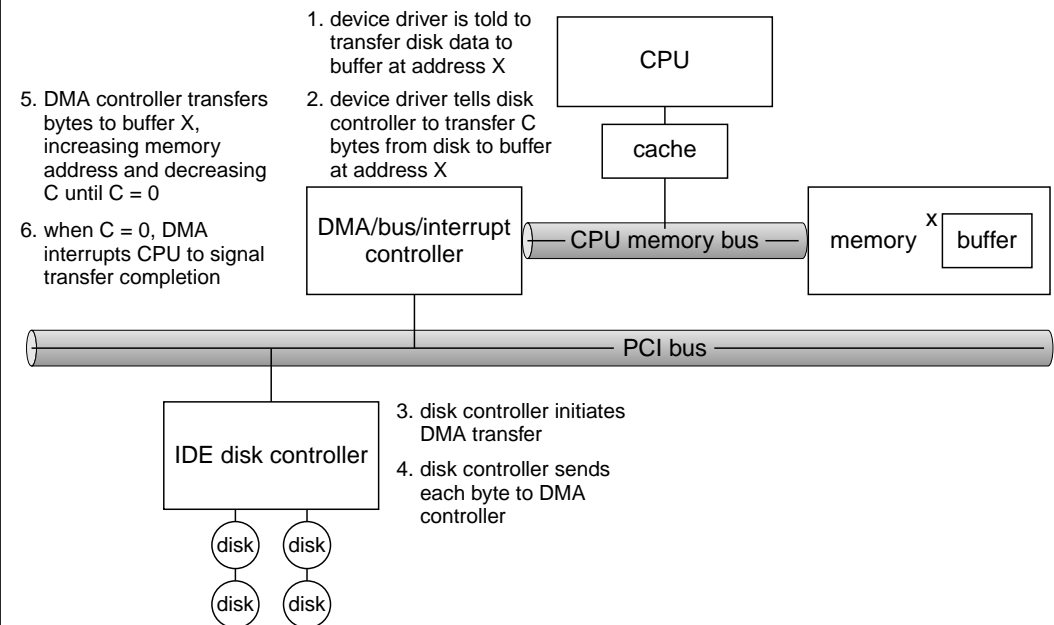 1. device driver is told to
transfer disk data to
buffer at address X
2. device driver tells disk
controller to transfer C
bytes from disk to buffer
at address X
5. DMA controller transfers
bytes to buffer X,
increasing memory
address and decreasing
C until C = 0
6. when C = 0, DMA
interrupts CPU to signal
transfer completion
CPU
cache
DMA/bus/interrupt
controller
CPU memory bus
memory
x
buffer
PCI bus
IDE disk controller
3. disk controller initiates
DMA transfer
4. disk controller sends
each byte to DMA
controller
disk
disk
disk
disk